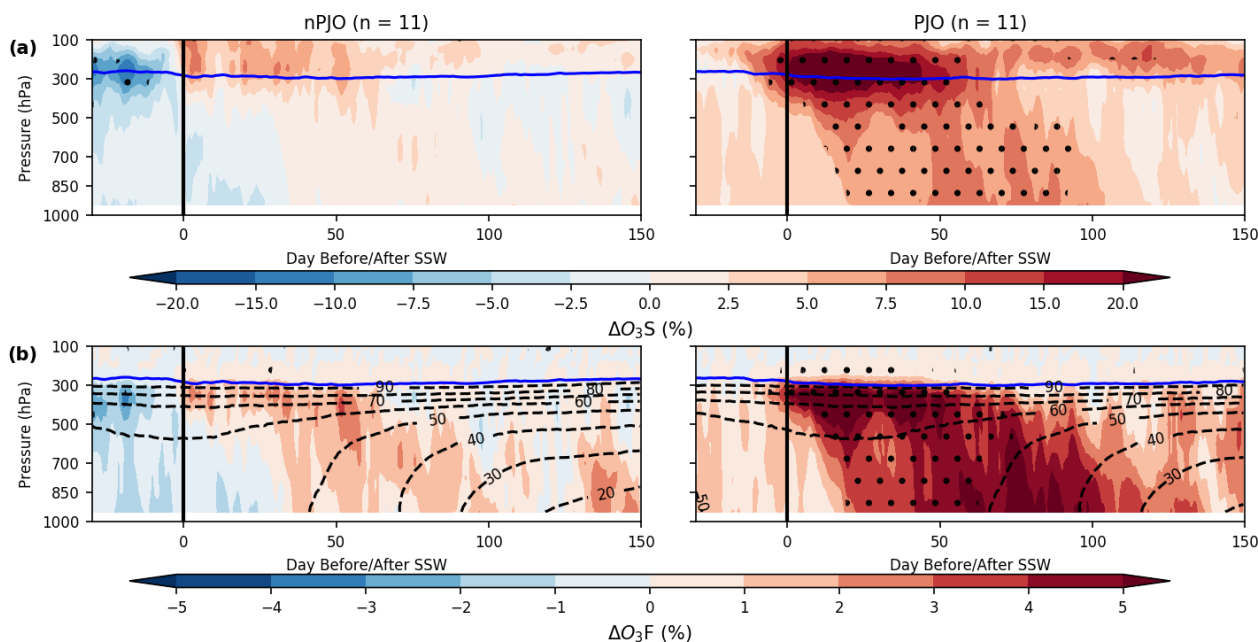 nPJO (n = 11) PJO (n = 11)
(a)
Pressure (hPa)
100
300
500
700
850
1000
0 50 100 150 0 50 100 150
Day Before/After SSW Day Before/After SSW
−20.0 −15.0 −10.0 −7.5 −5.0 −2.5 0.0 2.5 5.0 7.5 10.0 15.0 20.0
ΔO₃S (%)
(b)
Pressure (hPa)
100
300
500
700
850
1000
90 80 70 60 50 40 30 20
90 80 70 60 50 40 30 50
0 50 100 150 0 50 100 150
Day Before/After SSW Day Before/After SSW
−5 −4 −3 −2 −1 0 1 2 3 4 5
ΔO₃F (%)